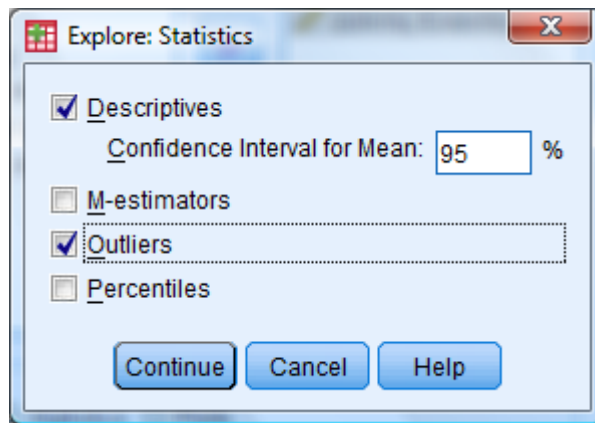 Explore: Statistics
Descriptives
Confidence Interval for Mean: 95 %
M-estimators
Outliers
Percentiles
Continue Cancel Help